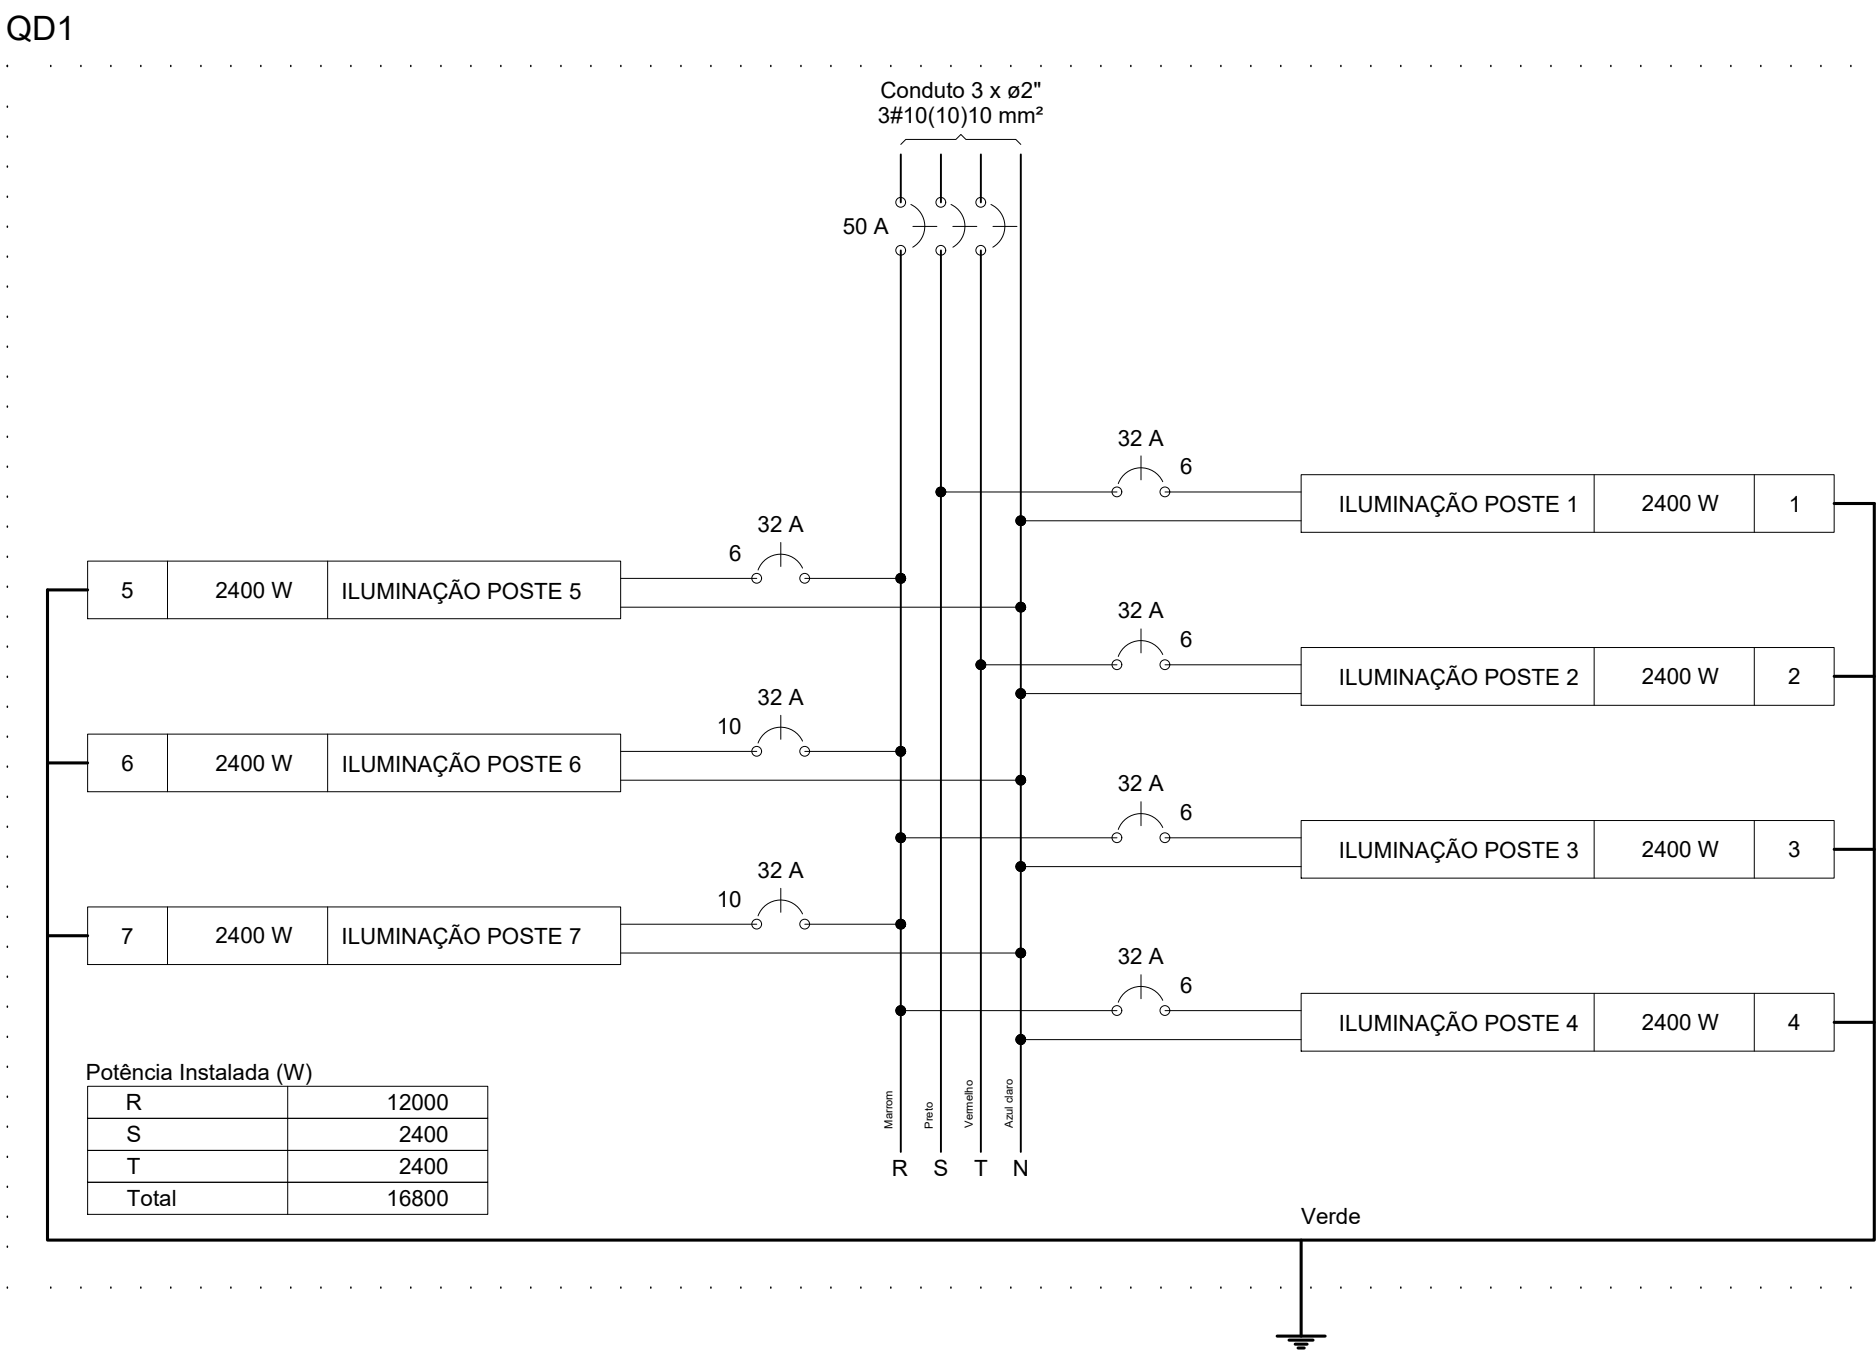 QD1
Conduto 3 x ø2"
3#10(10)10 mm²
50 A
32 A
6
ILUMINAÇÃO POSTE 1 2400 W 1
32 A
6
5 2400 W ILUMINAÇÃO POSTE 5
32 A
6
ILUMINAÇÃO POSTE 2 2400 W 2
32 A
10
6 2400 W ILUMINAÇÃO POSTE 6
32 A
6
ILUMINAÇÃO POSTE 3 2400 W 3
32 A
10
7 2400 W ILUMINAÇÃO POSTE 7
32 A
6
ILUMINAÇÃO POSTE 4 2400 W 4
Potência Instalada (W)
R 12000
S 2400
T 2400
Total 16800
Marrom
Preto
Vermelho
Azul claro
R S T N
Verde